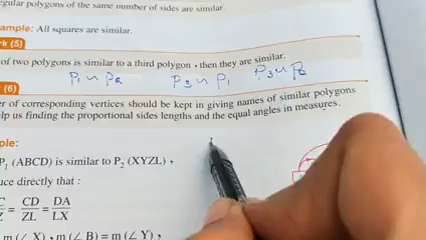 egular polygons of the same number of sides are similar.
ample: All squares are similar.
rk (5)
of two polygons is similar to a third polygon , then they are similar.
P₁ ∽ P₂ P₃ ∽ P₁ P₃ ∽ P₂
(6)
er of corresponding vertices should be kept in giving names of similar polygons
lp us finding the proportional sides lengths and the equal angles in measures.
ple:
P₁ (ABCD) is similar to P₂ (XYZL) ,
uce directly that :
= CD/ZL = DA/LX
m (∠ X) , m (∠ B) = m (∠ Y) ,